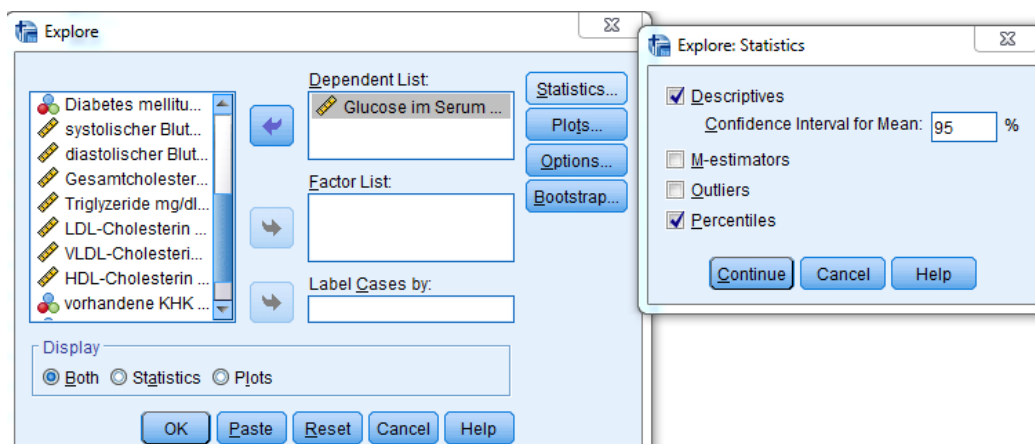 Explore
Diabetes mellitu...
systolischer Blut...
diastolischer Blut...
Gesamtcholester...
Triglyzeride mg/dl...
LDL-Cholesterin ...
VLDL-Cholesteri...
HDL-Cholesterin ...
vorhandene KHK ...
Dependent List:
Glucose im Serum ...
Factor List:
Label Cases by:
Statistics...
Plots...
Options...
Bootstrap...
Display
Both Statistics Plots
OK Paste Reset Cancel Help
Explore: Statistics
Descriptives
Confidence Interval for Mean: 95 %
M-estimators
Outliers
Percentiles
Continue Cancel Help